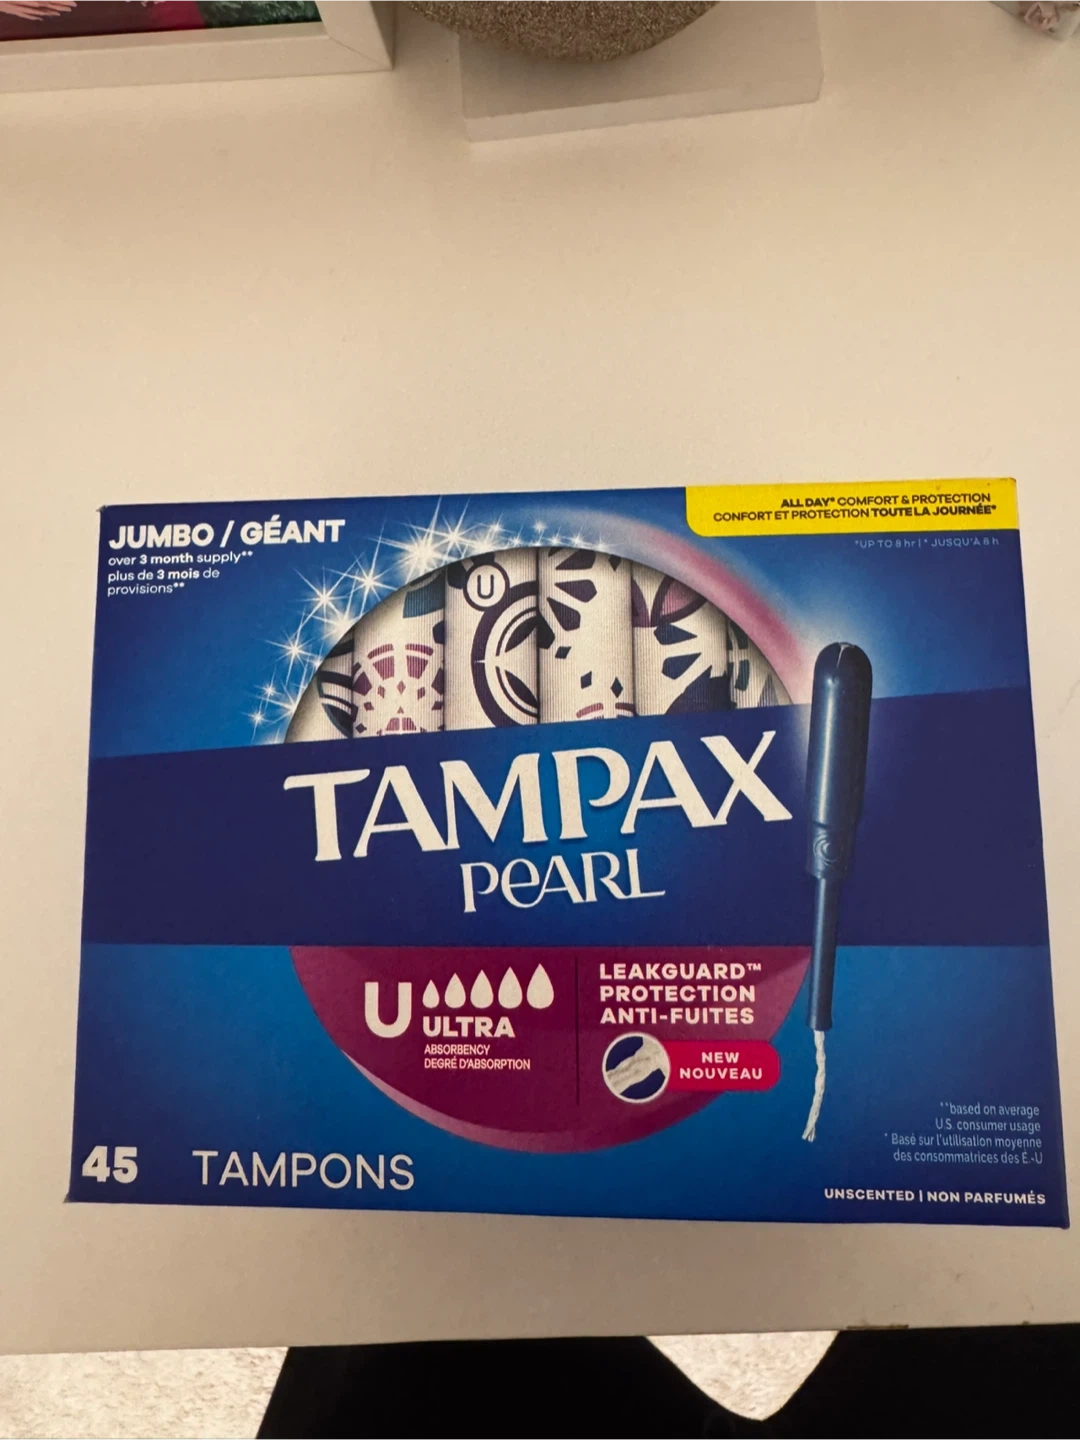 JUMBO / GÉANT
over 3 month supply**
plus de 3 mois de
provisions**
ALL DAY* COMFORT & PROTECTION
CONFORT ET PROTECTION TOUTE LA JOURNÉE*
*UP TO 8 hr | * JUSQU'À 8 h
U
TAMPAX
PEARL
U
ULTRA
ABSORBENCY
DEGRÉ D'ABSORPTION
LEAKGUARD™
PROTECTION
ANTI-FUITES
NEW
NOUVEAU
**based on average
U.S. consumer usage
* Basé sur l'utilisation moyenne
des consommatrices des É.-U
45 TAMPONS
UNSCENTED | NON PARFUMÉS